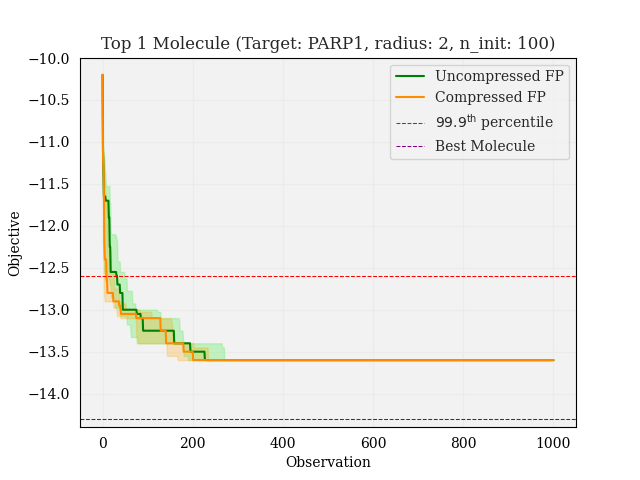 Top 1 Molecule (Target: PARP1, radius: 2, n_init: 100)
−10.0
−10.5
−11.0
−11.5
−12.0
−12.5
−13.0
−13.5
−14.0
Objective
Uncompressed FP
Compressed FP
99.9th percentile
Best Molecule
0
200
400
600
800
1000
Observation